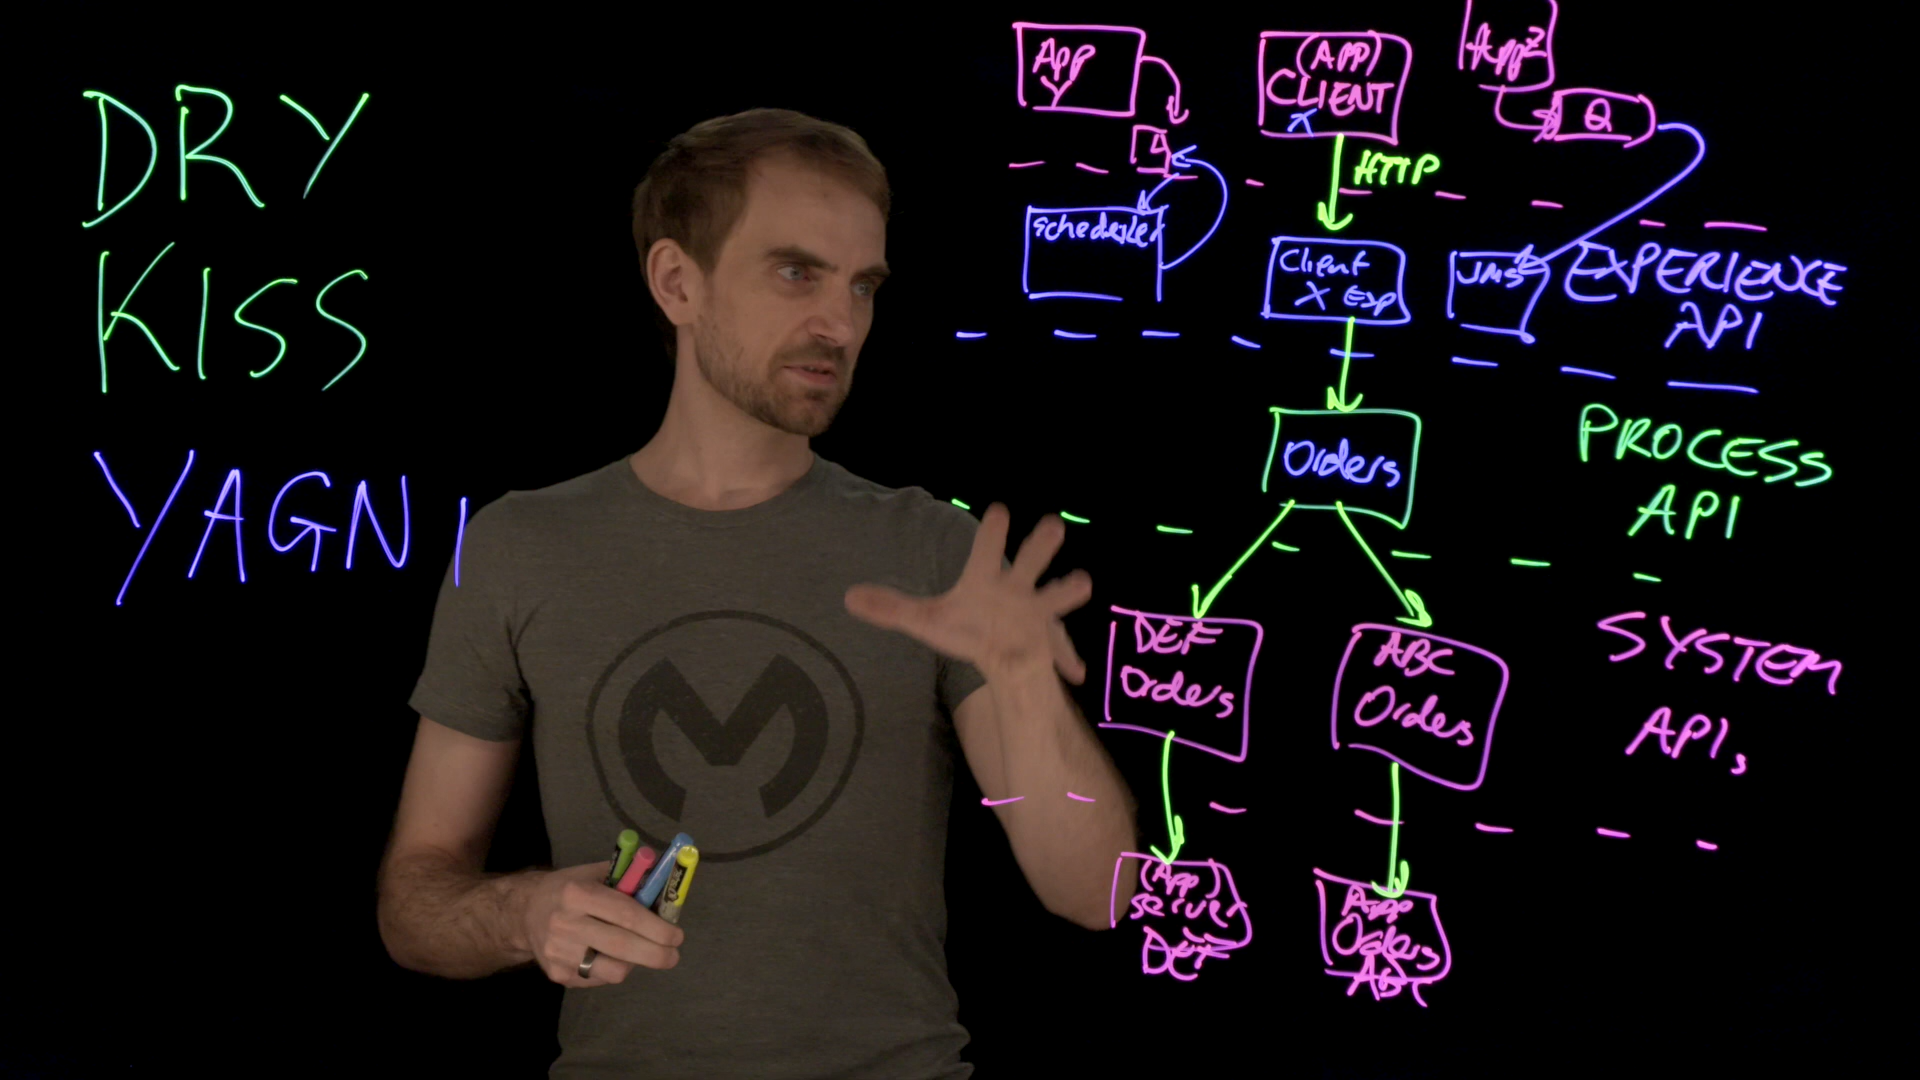 DRY
KISS
YAGNI
App
Y
(APP)
CLIENT
X
AppZ
Q
HTTP
Scheduler
Client
X Exp
JMS
EXPERIENCE
API
Orders
PROCESS
API
DEF
Orders
ABC
Orders
SYSTEM
APIs
(App)
Server
DEF
App
Orders
ABC
M